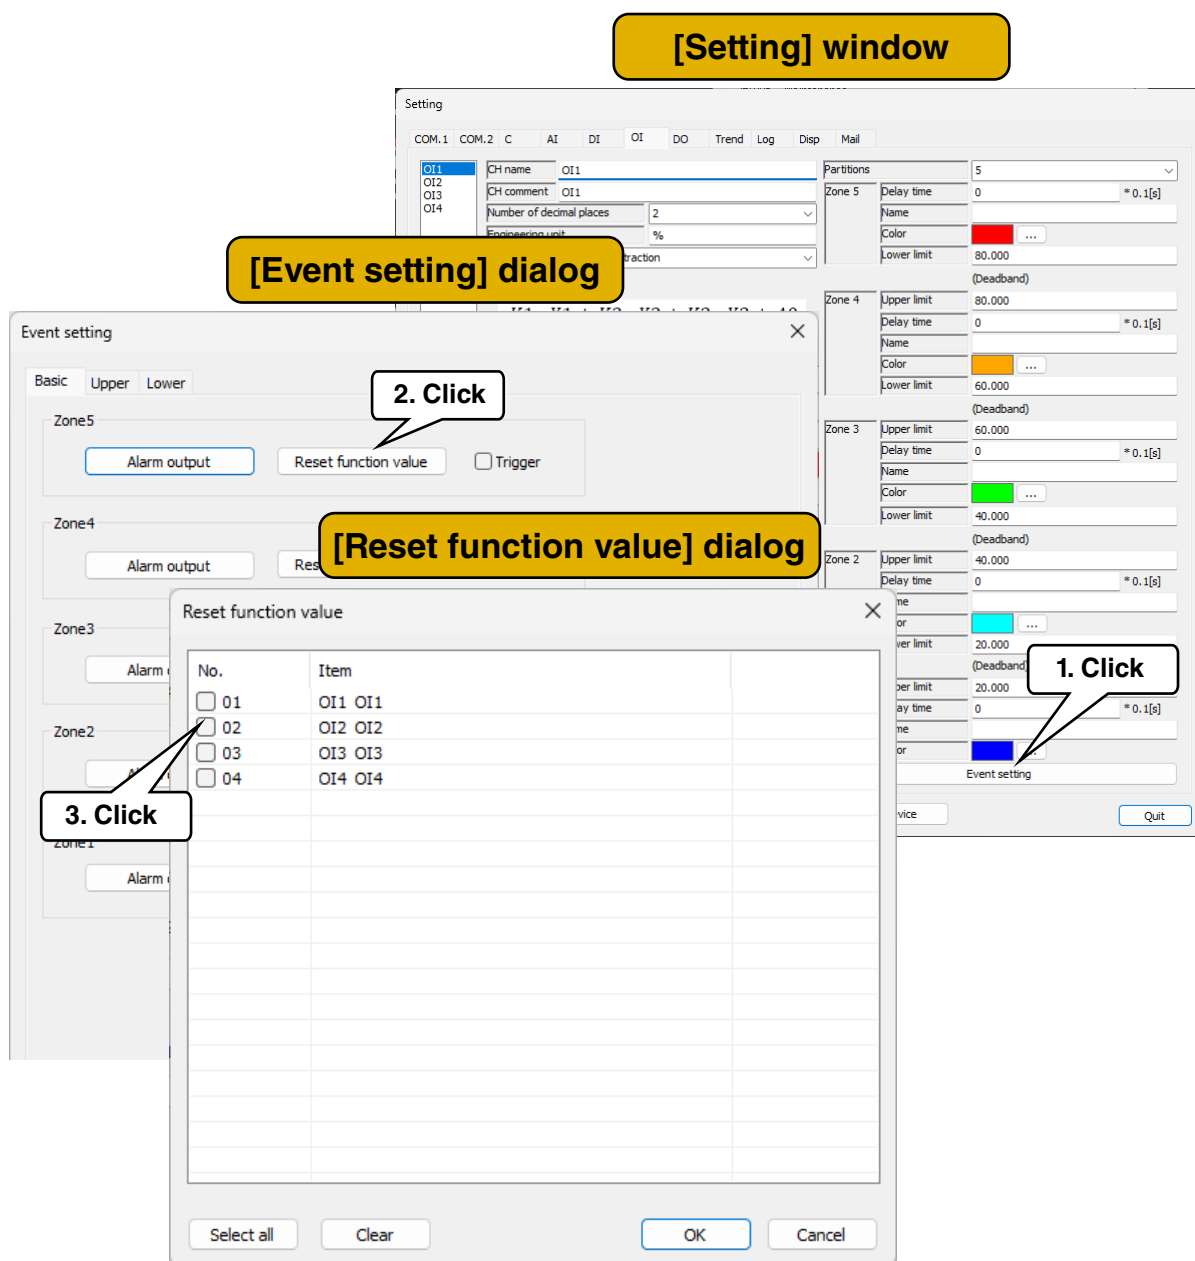 [Setting] window
Setting
COM.1 COM.2 C AI DI OI DO Trend Log Disp Mail
OI1
OI2
OI3
OI4
CH name OI1
CH comment OI1
Number of decimal places 2
Engineering unit %
Partitions 5
Zone 5 Delay time 0 * 0.1[s]
Name
Color ...
Lower limit 80.000
(Deadband)
Zone 4 Upper limit 80.000
Delay time 0 * 0.1[s]
Name
Color ...
Lower limit 60.000
(Deadband)
Zone 3 Upper limit 60.000
Delay time 0 * 0.1[s]
Name
Color ...
Lower limit 40.000
(Deadband)
Zone 2 Upper limit 40.000
Delay time 0 * 0.1[s]
...
20.000
(Deadband)
20.000
0 * 0.1[s]
1. Click
Event setting
Quit
[Event setting] dialog
Event setting
Basic Upper Lower
2. Click
Zone5
Alarm output Reset function value Trigger
Zone4
Alarm output
Zone3
Alarm
Zone2
Zone1
Alarm
[Reset function value] dialog
Reset function value
No. Item
01 OI1 OI1
02 OI2 OI2
03 OI3 OI3
04 OI4 OI4
3. Click
Select all Clear OK Cancel